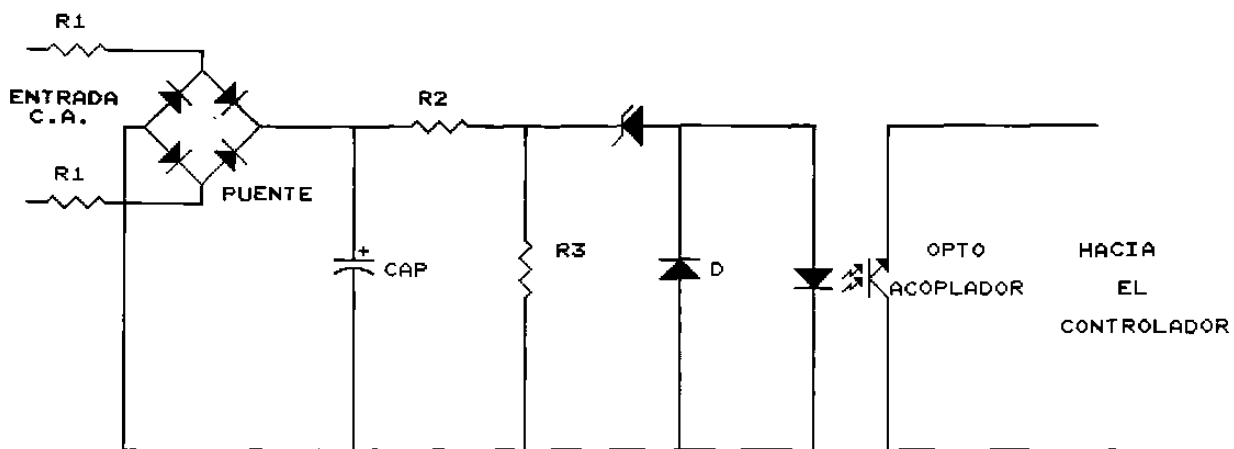 R1
ENTRADA
C.A.
R1
PUENTE
R2
CAP
R3
D
OPTO
ACOPLADOR
HACIA
EL
CONTROLADOR